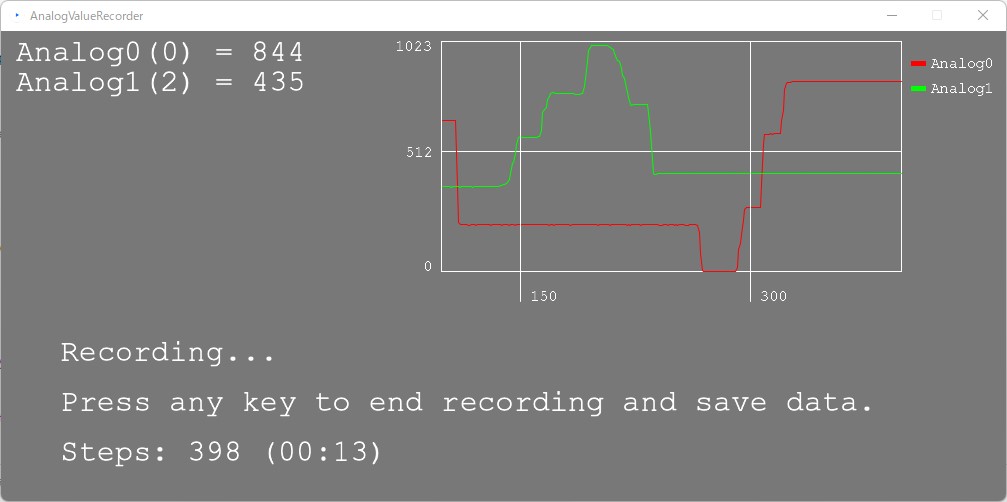 AnalogValueRecorder
Analog0(0) = 844
Analog1(2) = 435
1023
512
0
150
300
Analog0
Analog1
Recording...
Press any key to end recording and save data.
Steps: 398 (00:13)